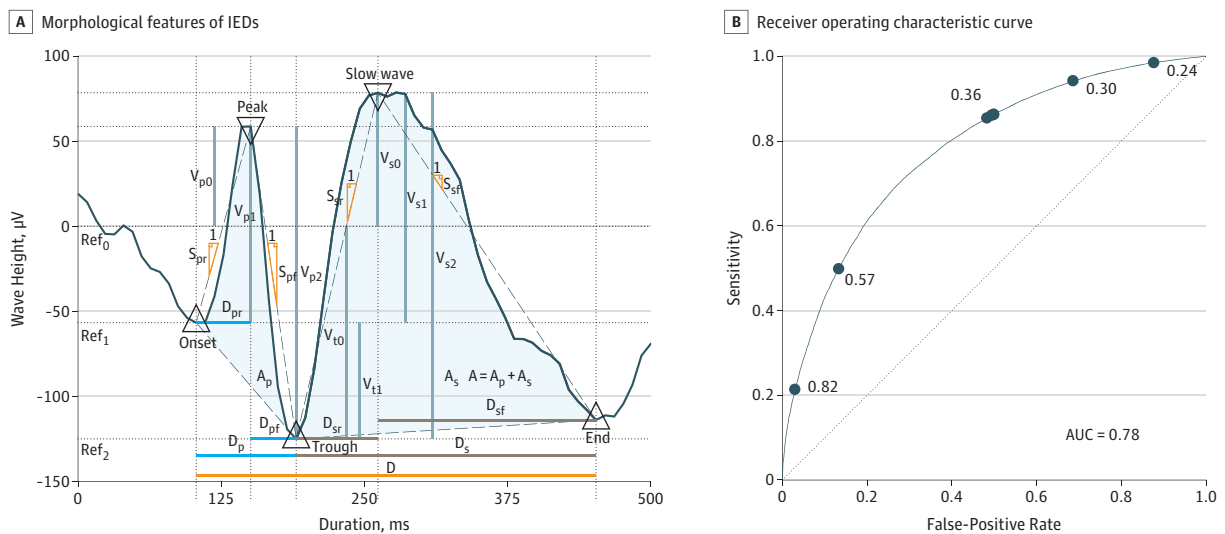 A Morphological features of IEDs
100
50
0
-50
-100
-150
Wave Height, µV
0
125
250
375
500
Duration, ms
Ref0
Ref1
Ref2
Peak
Slow wave
Onset
Trough
End
Vp0
Vp1
Vp2
1
Spr
1
Spf
Dpr
Ap
Dpf
Dp
D
1
Ssr
Vt0
Vt1
Dsr
Vs0
Vs1
Vs2
1
Ssf
As A = Ap + As
Dsf
Ds
B Receiver operating characteristic curve
1.0
0.8
0.6
0.4
0.2
0
Sensitivity
0
0.2
0.4
0.6
0.8
1.0
False-Positive Rate
0.24
0.30
0.36
0.57
0.82
AUC = 0.78